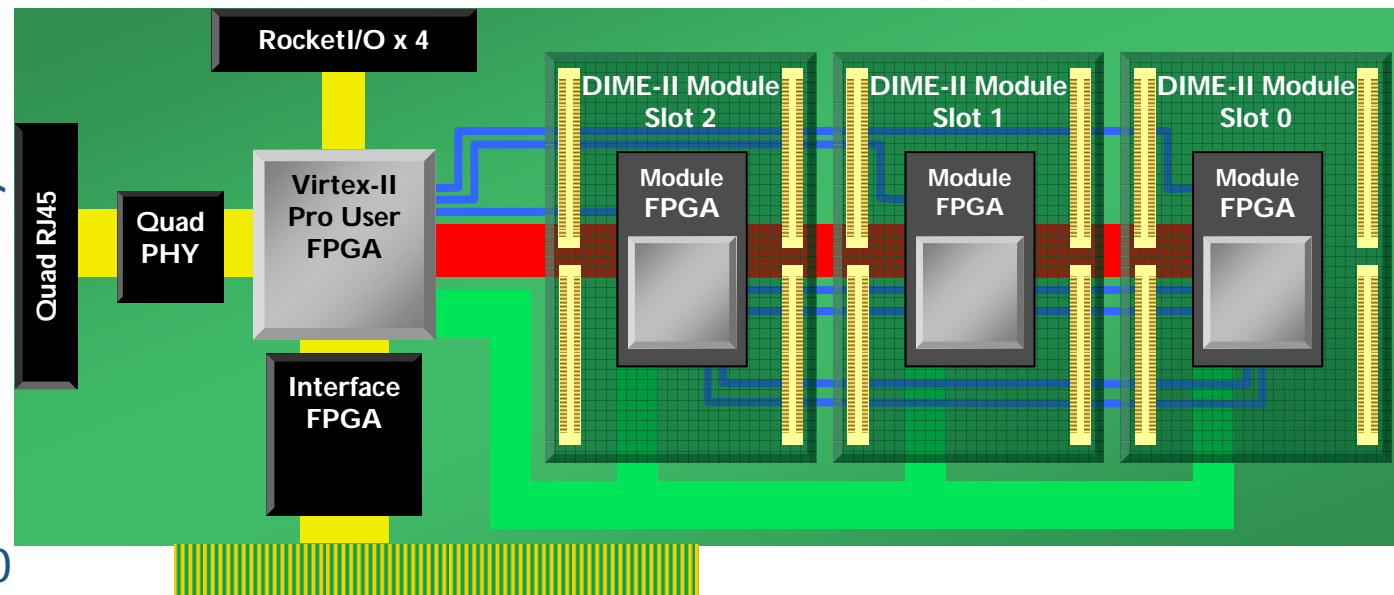 RocketI/O x 4
DIME-II Module
Slot 2
DIME-II Module
Slot 1
DIME-II Module
Slot 0
Quad RJ45
Quad
PHY
Virtex-II
Pro User
FPGA
Module
FPGA
Module
FPGA
Module
FPGA
Interface
FPGA